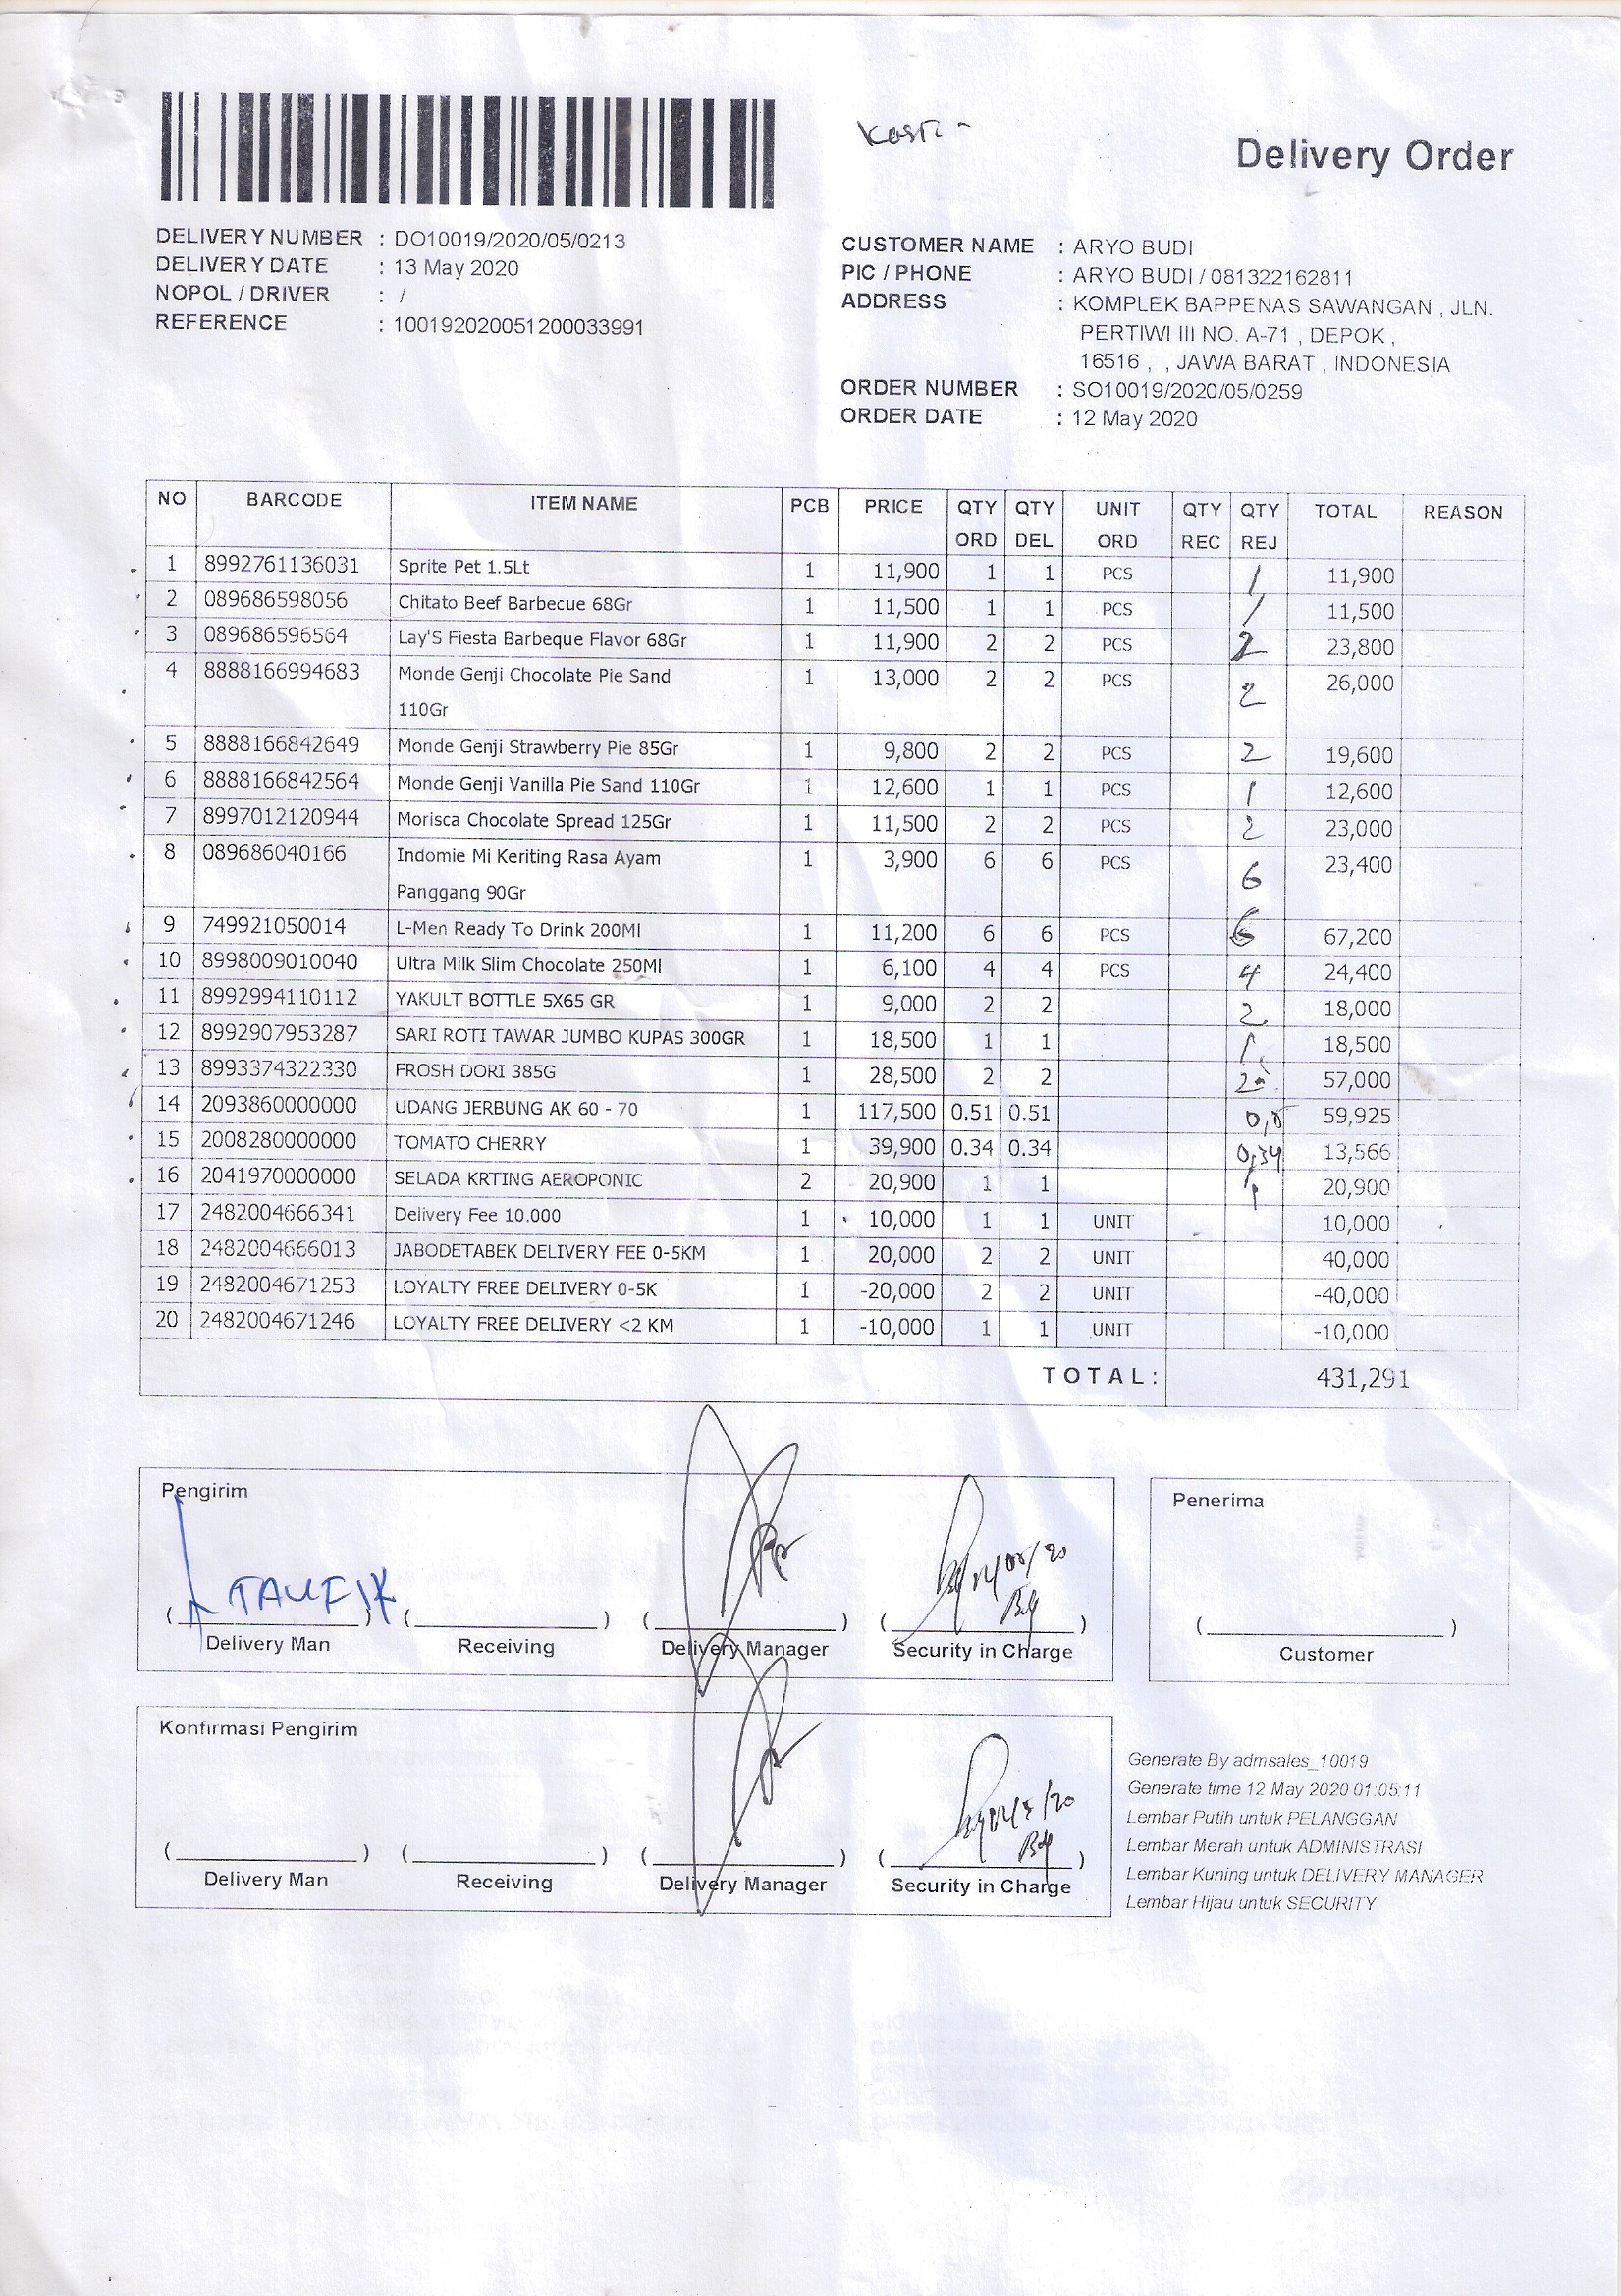 Delivery Order
DELIVERY NUMBER : DO10019/2020/05/0213
DELIVERY DATE : 13 May 2020
NOPOL / DRIVER : /
REFERENCE : 100192020051200033991
CUSTOMER NAME : ARYO BUDI
PIC / PHONE : ARYO BUDI / 081322162811
ADDRESS : KOMPLEK BAPPENAS SAWANGAN , JLN.
PERTIWI III NO. A-71 , DEPOK ,
16516 , , JAWA BARAT , INDONESIA
ORDER NUMBER : SO10019/2020/05/0259
ORDER DATE : 12 May 2020
NO BARCODE ITEM NAME PCB PRICE QTY ORD QTY DEL UNIT ORD QTY REC QTY REJ TOTAL REASON
1 8992761136031 Sprite Pet 1.5Lt 1 11,900 1 1 PCS 1 11,900
2 089686598056 Chitato Beef Barbecue 68Gr 1 11,500 1 1 PCS 1 11,500
3 089686596564 Lay'S Fiesta Barbeque Flavor 68Gr 1 11,900 2 2 PCS 2 23,800
4 8888166994683 Monde Genji Chocolate Pie Sand 1 13,000 2 2 PCS 2 26,000
110Gr
5 8888166842649 Monde Genji Strawberry Pie 85Gr 1 9,800 2 2 PCS 2 19,600
6 8888166842564 Monde Genji Vanilla Pie Sand 110Gr 1 12,600 1 1 PCS 1 12,600
7 8997012120944 Morisca Chocolate Spread 125Gr 1 11,500 2 2 PCS 2 23,000
8 089686040166 Indomie Mi Keriting Rasa Ayam 1 3,900 6 6 PCS 6 23,400
Panggang 90Gr
9 749921050014 L-Men Ready To Drink 200Ml 1 11,200 6 6 PCS 6 67,200
10 8998009010040 Ultra Milk Slim Chocolate 250Ml 1 6,100 4 4 PCS 4 24,400
11 8992994110112 YAKULT BOTTLE 5X65 GR 1 9,000 2 2 2 18,000
12 8992907953287 SARI ROTI TAWAR JUMBO KUPAS 300GR 1 18,500 1 1 1 18,500
13 8993374322330 FROSH DORI 385G 1 28,500 2 2 2 57,000
14 2093860000000 UDANG JERBUNG AK 60 - 70 1 117,500 0.51 0.51 59,925
15 2008280000000 TOMATO CHERRY 1 39,900 0.34 0.34 0,34 13,566
16 2041970000000 SELADA KRTING AEROPONIC 2 20,900 1 1 1 20,900
17 2482004666341 Delivery Fee 10.000 1 10,000 1 1 UNIT 10,000
18 2482004666013 JABODETABEK DELIVERY FEE 0-5KM 1 20,000 2 2 UNIT 40,000
19 2482004671253 LOYALTY FREE DELIVERY 0-5K 1 -20,000 2 2 UNIT -40,000
20 2482004671246 LOYALTY FREE DELIVERY <2 KM 1 -10,000 1 1 UNIT -10,000
TOTAL: 431,291
Pengirim
TAUFIK
(            ) (            ) (            ) (            )
Delivery Man Receiving Delivery Manager Security in Charge
Penerima
(            )
Customer
Konfirmasi Pengirim
(            ) (            ) (            ) (            )
Delivery Man Receiving Delivery Manager Security in Charge
Generate By admsales_10019
Generate time 12 May 2020 01:05:11
Lembar Putih untuk PELANGGAN
Lembar Merah untuk ADMINISTRASI
Lembar Kuning untuk DELIVERY MANAGER
Lembar Hijau untuk SECURITY